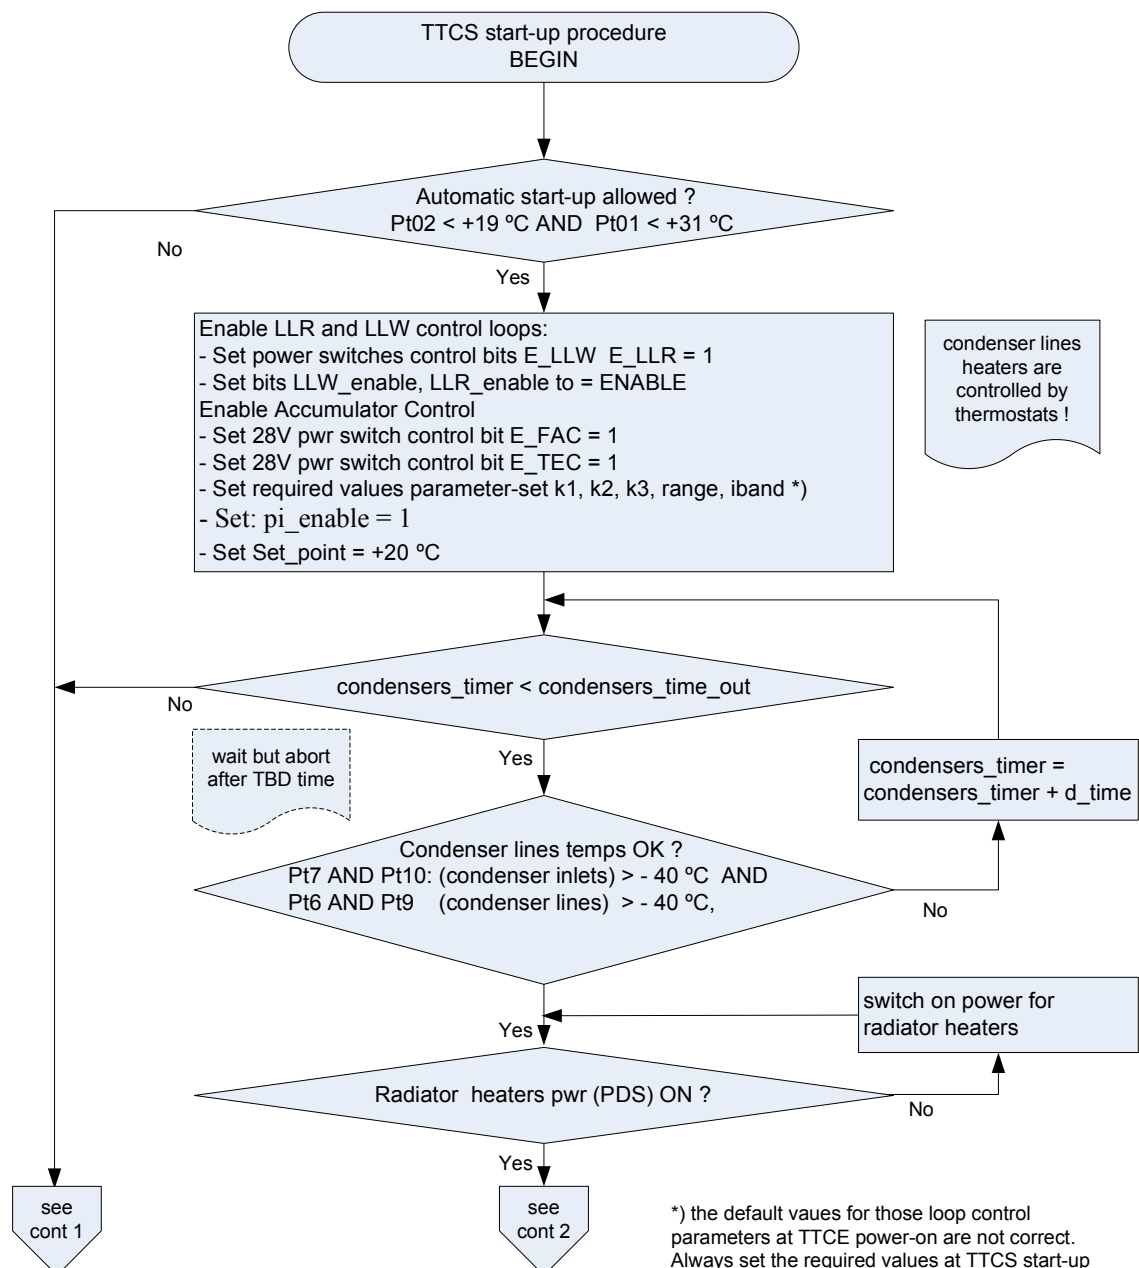 TTCS start-up procedure
BEGIN
Automatic start-up allowed ?
Pt02 < +19 ºC AND Pt01 < +31 ºC
No
Yes
Enable LLR and LLW control loops:
- Set power switches control bits E_LLW E_LLR = 1
- Set bits LLW_enable, LLR_enable to = ENABLE
Enable Accumulator Control
- Set 28V pwr switch control bit E_FAC = 1
- Set 28V pwr switch control bit E_TEC = 1
- Set required values parameter-set k1, k2, k3, range, iband *)
- Set: pi_enable = 1
- Set Set_point = +20 ºC
condenser lines
heaters are
controlled by
thermostats !
condensers_timer < condensers_time_out
No
Yes
wait but abort
after TBD time
condensers_timer =
condensers_timer + d_time
Condenser lines temps OK ?
Pt7 AND Pt10: (condenser inlets) > - 40 ºC AND
Pt6 AND Pt9 (condenser lines) > - 40 ºC,
No
Yes
switch on power for
radiator heaters
Radiator heaters pwr (PDS) ON ?
No
Yes
see
cont 1
see
cont 2
*) the default vaues for those loop control
parameters at TTCE power-on are not correct.
Always set the required values at TTCS start-up